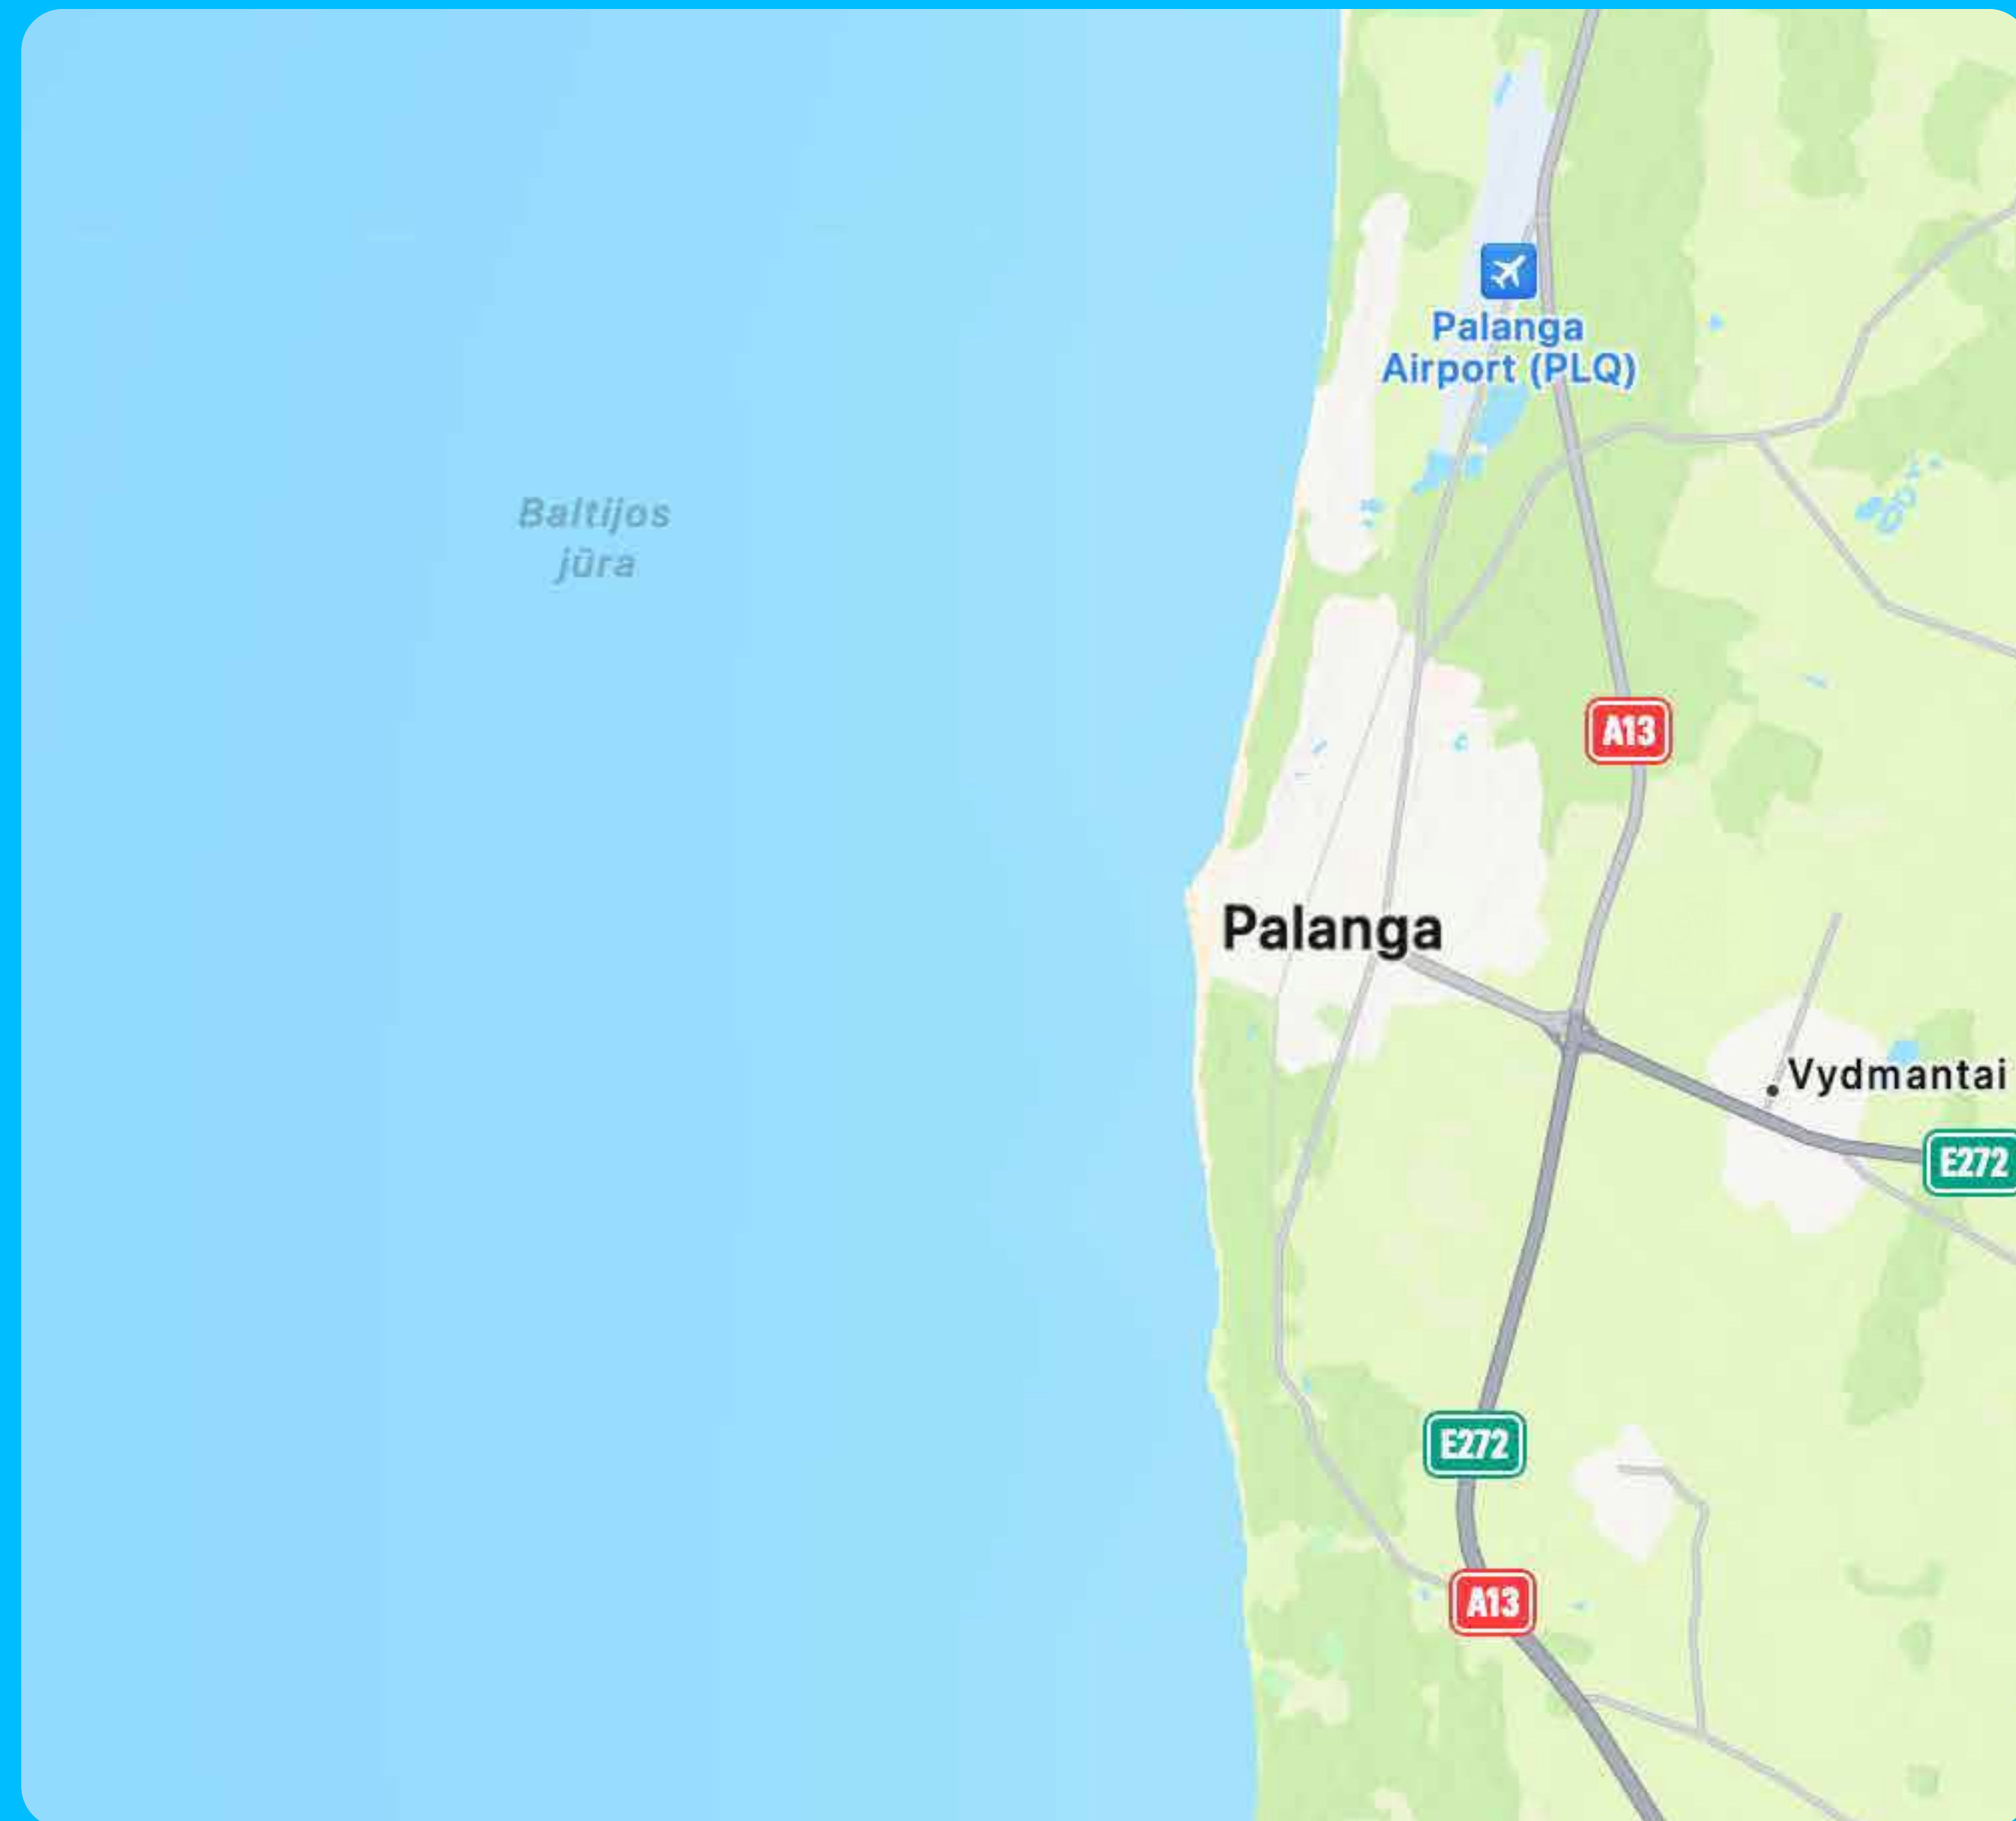 Palanga
Airport (PLQ)
Baltijos
jūra
A13
Palanga
Vydmantai
E272
E272
A13